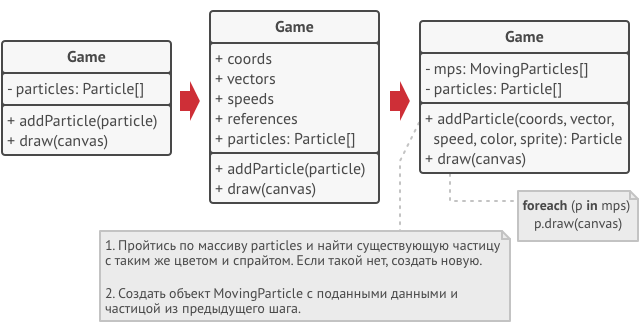 Game
- particles: Particle[]
+ addParticle(particle)
+ draw(canvas)
Game
+ coords
+ vectors
+ speeds
+ references
+ particles: Particle[]
+ addParticle(particle)
+ draw(canvas)
Game
- mps: MovingParticles[]
- particles: Particle[]
+ addParticle(coords, vector,
speed, color, sprite): Particle
+ draw(canvas)
foreach (p in mps)
p.draw(canvas)
1. Пройтись по массиву particles и найти существующую частицу
с таким же цветом и спрайтом. Если такой нет, создать новую.
2. Создать объект MovingParticle с поданными данными и
частицой из предыдущего шага.